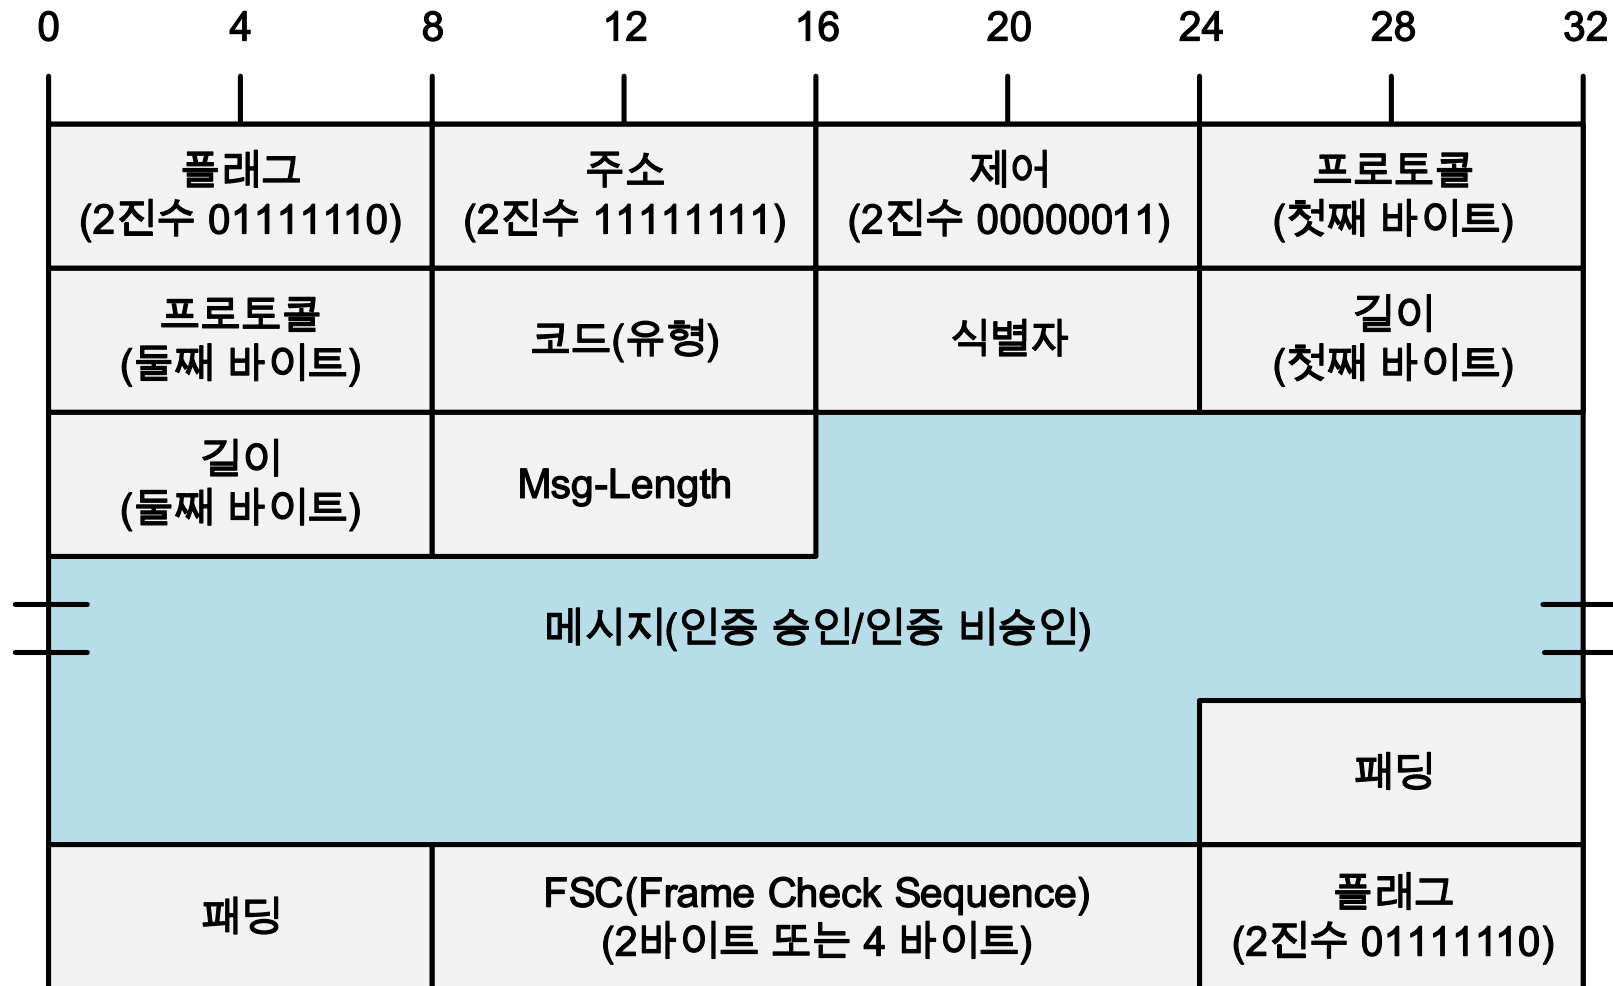 0 4 8 12 16 20 24 28 32
플래그
(2진수 01111110)
주소
(2진수 11111111)
제어
(2진수 00000011)
프로토콜
(첫째 바이트)
프로토콜
(둘째 바이트)
코드(유형)
식별자
길이
(첫째 바이트)
길이
(둘째 바이트)
Msg-Length
메시지(인증 승인/인증 비승인)
패딩
패딩
FSC(Frame Check Sequence)
(2바이트 또는 4 바이트)
플래그
(2진수 01111110)